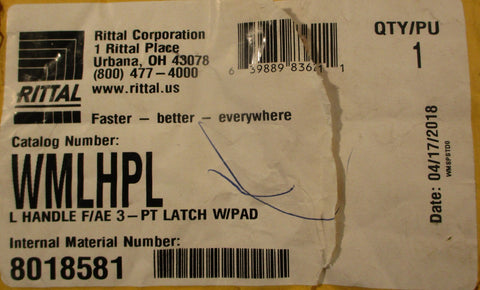 Rittal Corporation
1 Rittal Place
Urbana, OH 43078
(800) 477-4000
www.rittal.us
RITTAL
Faster - better - everywhere
QTY/PU
1
Catalog Number:
WMLHPL
L HANDLE F/AE 3-PT LATCH W/PAD
Internal Material Number:
8018581
Date: 04/17/2018